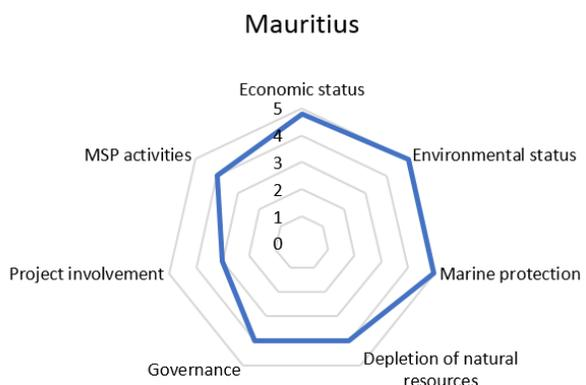 Mauritius
Economic status
5
4
MSP activities
Environmental status
3
2
1
0
Project involvement
Marine protection
Depletion of natural
resources
Governance